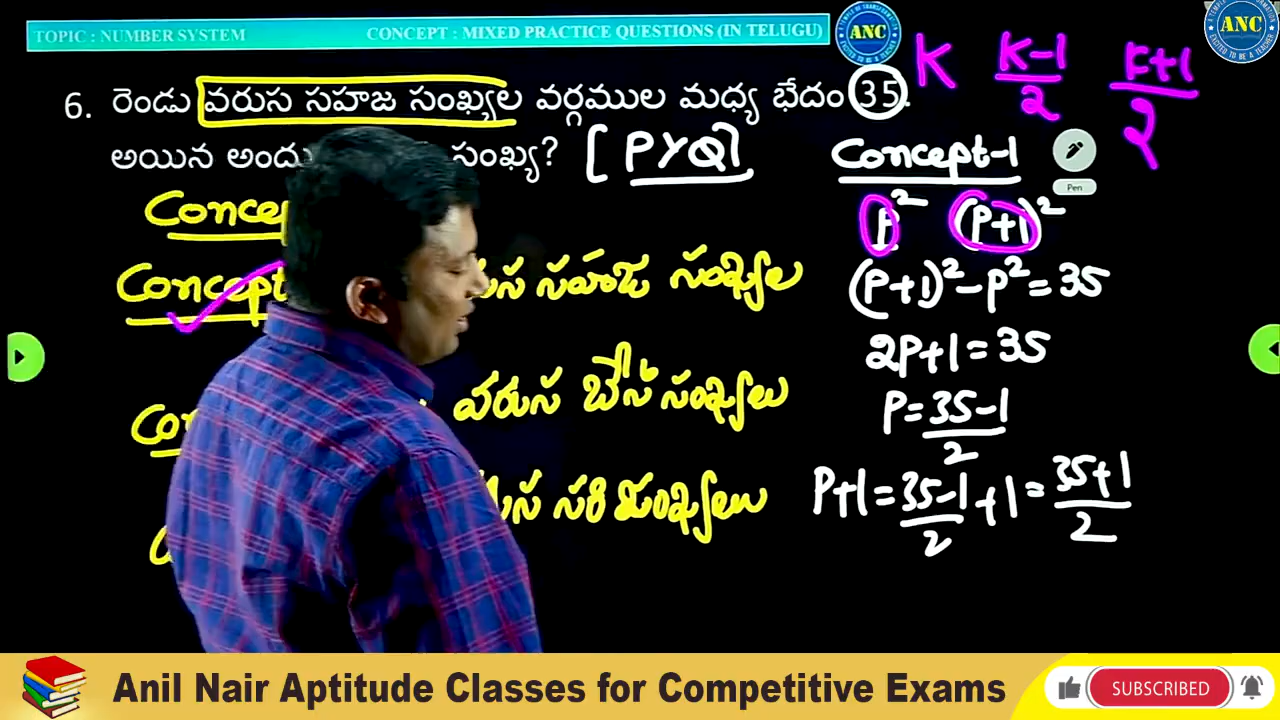 TOPIC : NUMBER SYSTEM
CONCEPT : MIXED PRACTICE QUESTIONS (IN TELUGU)
ANC
ANC
K K-1/2 K+1/2
6. రెండు వరుస సహజ సంఖ్యల వర్గముల మధ్య భేదం 35.
అయిన సంఖ్య? [PYQ]
Concept-1
Pen
P² (P+1)²
సహజ సంఖ్యల
(P+1)²-P²=35
2P+1=35
వరుస బేసి సంఖ్యలు
P=35-1/2
సరి సంఖ్యలు
P+1=35-1/2+1=35+1/2
Anil Nair Aptitude Classes for Competitive Exams
SUBSCRIBED